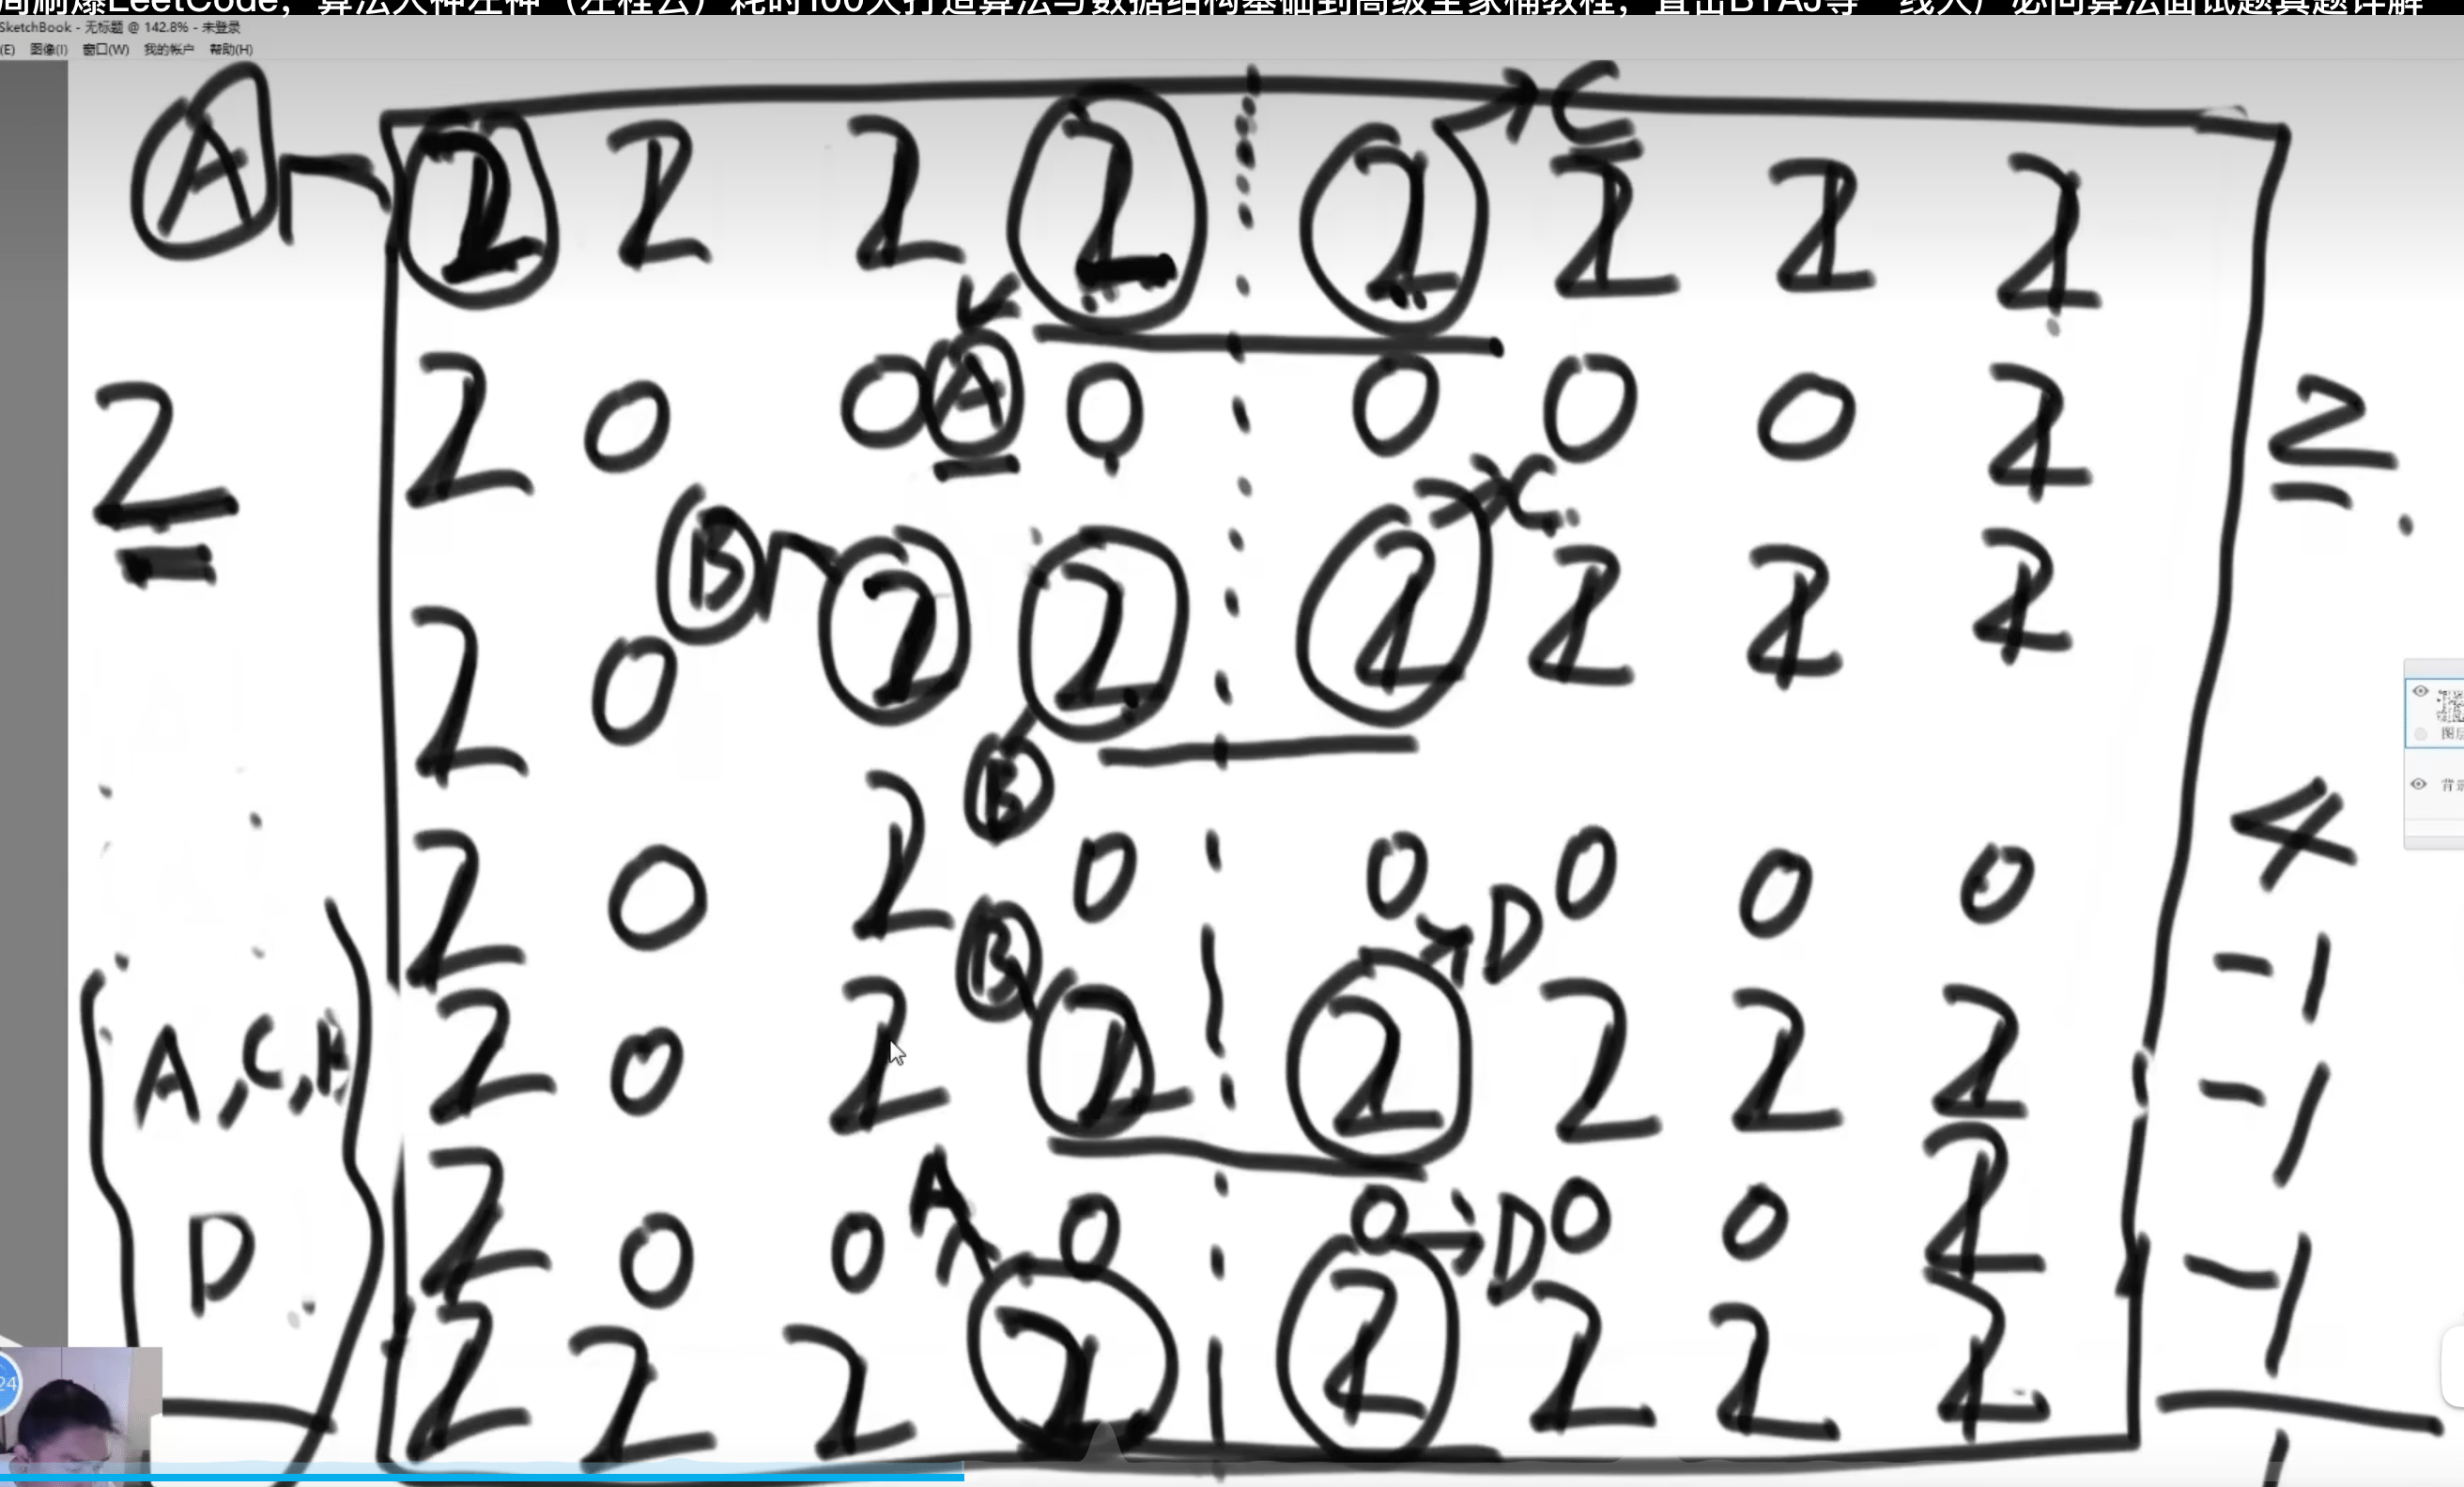 周刷爆LeetCode，算法大神左神（左程云）耗时100天打造算法与数据结构基础到高级全家桶教程，直击BTAJ等一线大厂必问算法面试题真题详解
SketchBook - 无标题 @ 142.8% - 未登录
(E) 图像(I) 窗口(W) 我的帐户 帮助(H)
C
A 2 2 2 2 2 2 2 2
2 2 0 0 A 0 0 0 0 2 2
C
2 0 B 2 2 2 2 2 2
B
2 0 2 0 0 0 0 0 4
B D -1
A, C, 2 0 2 2 2 2 2 2 -1
D 2 0 0 A 0 0 D 0 0 2 -1
2 2 2 2 2 2 2 2
24
1
图层
背景